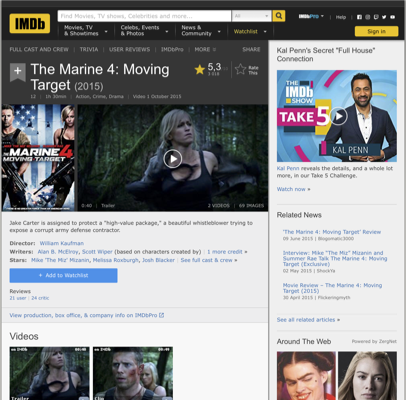 IMDb
Find Movies, TV shows, Celebrities and more...
All
IMDbPro
Help
Movies, TV
& Showtimes
Celebs, Events
& Photos
News &
Community
Watchlist
Sign in
FULL CAST AND CREW | TRIVIA | USER REVIEWS | IMDbPro | MORE
SHARE
The Marine 4: Moving
Target (2015)
5,3
Rate
This
12 | 1h 30min | Action, Crime, Drama | Video 1 October 2015
THE MARINE 4
MOVING TARGET
0:40 | Trailer
2 VIDEOS | 69 IMAGES
Jake Carter is assigned to protect a "high-value package," a beautiful whistleblower trying to
expose a corrupt army defense contractor.
Director: William Kaufman
Writers: Alan B. McElroy, Scott Wiper (based on characters created by) | 1 more credit »
Stars: Mike 'The Miz' Mizanin, Melissa Roxburgh, Josh Blacker | See full cast & crew »
+ Add to Watchlist
Reviews
21 user | 24 critic
View production, box office, & company info on IMDbPro
Videos
Trailer
Clip
Kal Penn's Secret "Full House"
Connection
THE
IMDb
SHOW
TAKE 5
KAL PENN
Kal Penn reveals the details, and a whole lot
more, in our Take 5 Challenge.
Watch now »
Related News
'The Marine 4: Moving Target' Review
09 June 2015 | Blogomatic3000
Interview: Mike 'The Miz' Mizanin and
Summer Rae Talk The Marine 4: Moving
Target (Exclusive)
02 May 2015 | ShockYa
Movie Review – The Marine 4: Moving
Target (2015)
30 April 2015 | Flickeringmyth
See all related articles »
Around The Web
Powered by ZergNet